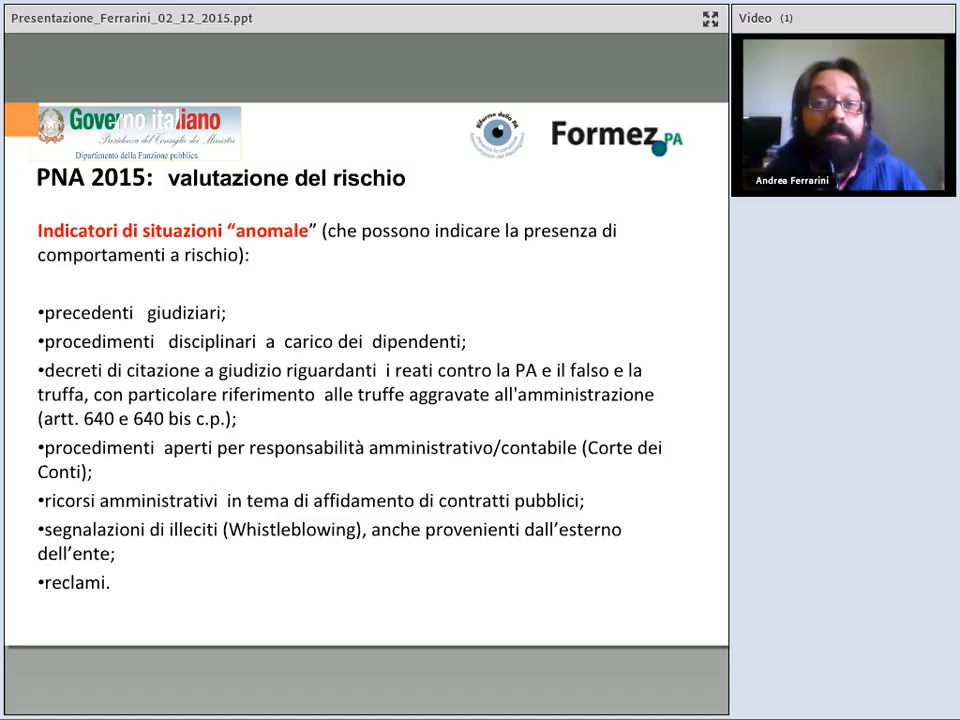 Presentazione_Ferrarini_02_12_2015.ppt
Video (1)
Governo italiano
Presidenza del Consiglio dei Ministri
Dipartimento della Funzione pubblica
Riforme della PA
Formez PA
Andrea Ferrarini
PNA 2015: valutazione del rischio
Indicatori di situazioni “anomale” (che possono indicare la presenza di
comportamenti a rischio):
•precedenti giudiziari;
•procedimenti disciplinari a carico dei dipendenti;
•decreti di citazione a giudizio riguardanti i reati contro la PA e il falso e la
truffa, con particolare riferimento alle truffe aggravate all'amministrazione
(artt. 640 e 640 bis c.p.);
•procedimenti aperti per responsabilità amministrativo/contabile (Corte dei
Conti);
•ricorsi amministrativi in tema di affidamento di contratti pubblici;
•segnalazioni di illeciti (Whistleblowing), anche provenienti dall’esterno
dell’ente;
•reclami.